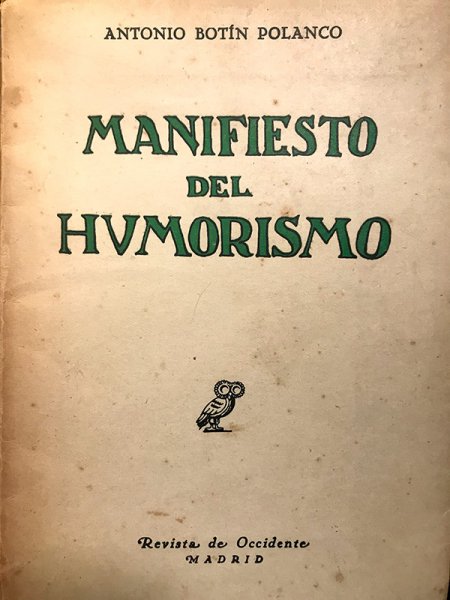 ANTONIO BOTÍN POLANCO
MANIFIESTO
DEL
HVMORISMO
Revista de Occidente
MADRID